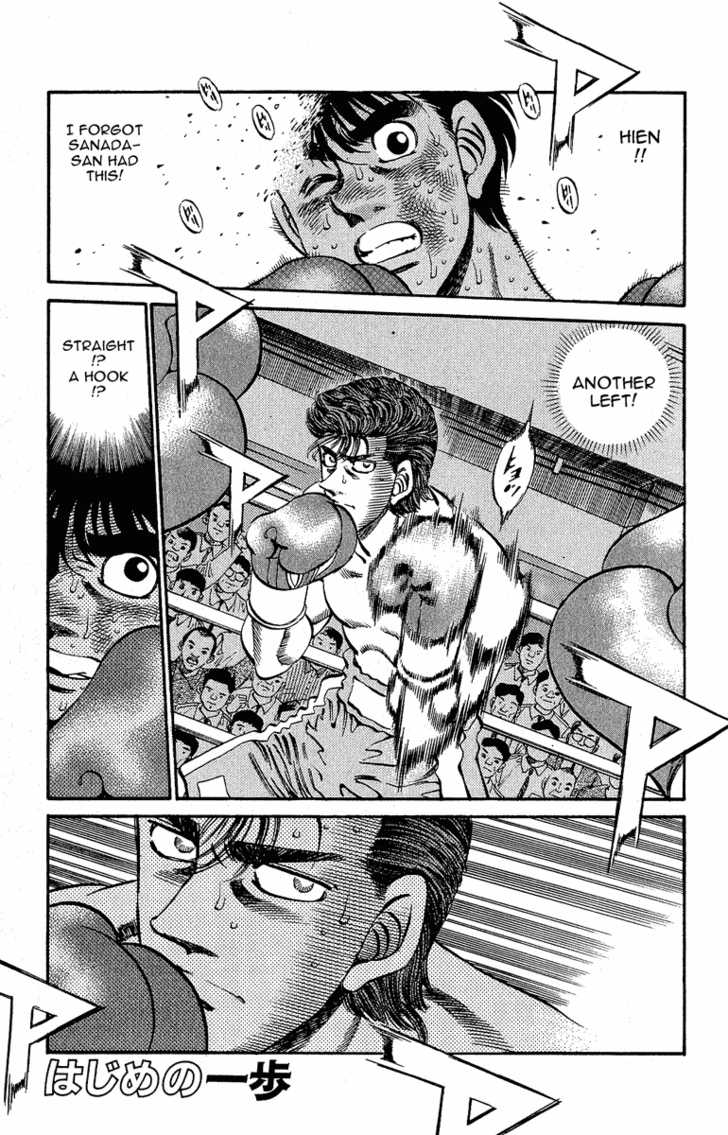 HIEN
!!
I FORGOT
SANADA-
SAN HAD
THIS!
ANOTHER
LEFT!
STRAIGHT
!?
A HOOK
!?
はじめの一歩